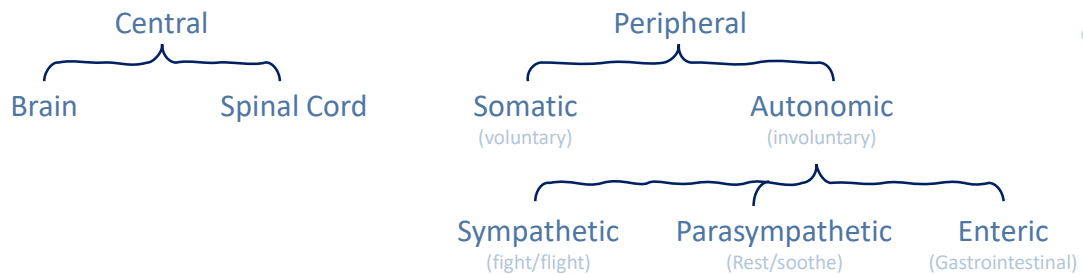 Central
Peripheral
Brain
Spinal Cord
Somatic
Autonomic
(voluntary)
(involuntary)
Sympathetic
Parasympathetic
Enteric
(fight/flight)
(Rest/soothe)
(Gastrointestinal)